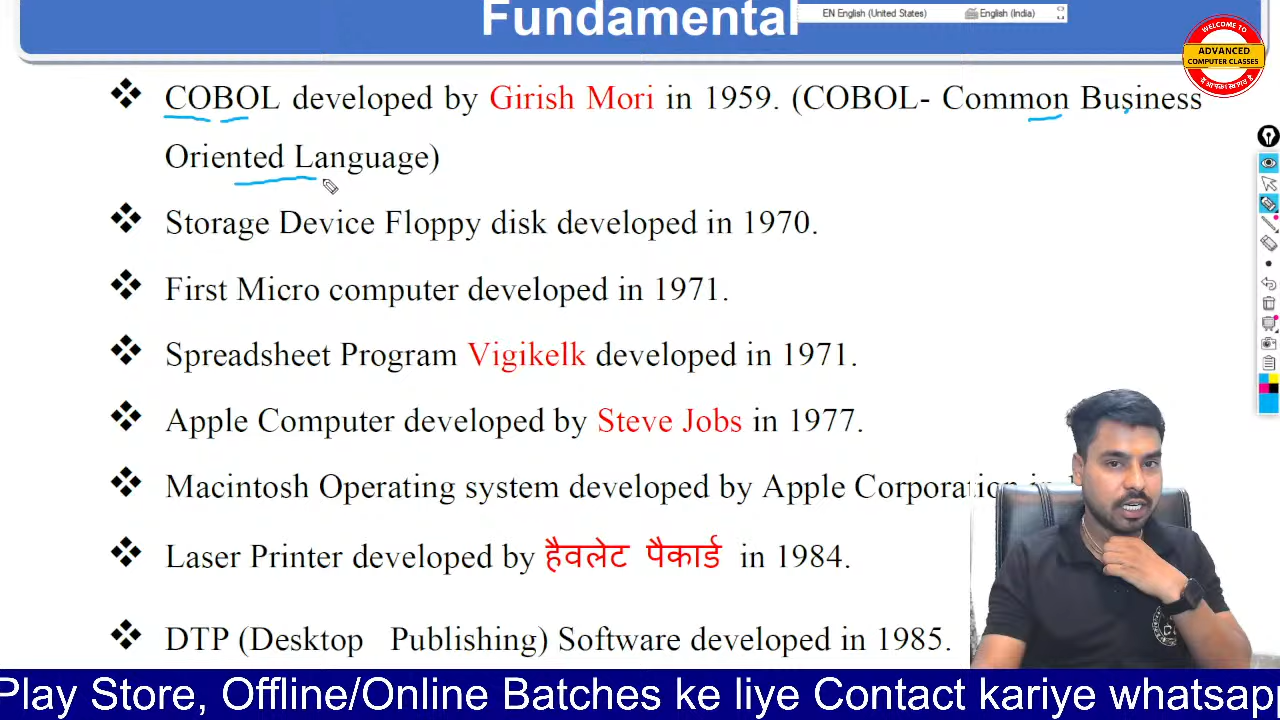 Fundamental
EN English (United States) English (India)
WELCOME TO
ADVANCED
COMPUTER CLASSES
❖ COBOL developed by Girish Mori in 1959. (COBOL- Common Business
Oriented Language)
❖ Storage Device Floppy disk developed in 1970.
❖ First Micro computer developed in 1971.
❖ Spreadsheet Program Vigikelk developed in 1971.
❖ Apple Computer developed by Steve Jobs in 1977.
❖ Macintosh Operating system developed by Apple Corporation in
❖ Laser Printer developed by हैवलेट पैकार्ड in 1984.
❖ DTP (Desktop Publishing) Software developed in 1985.
Play Store, Offline/Online Batches ke liye Contact kariye whatsapp